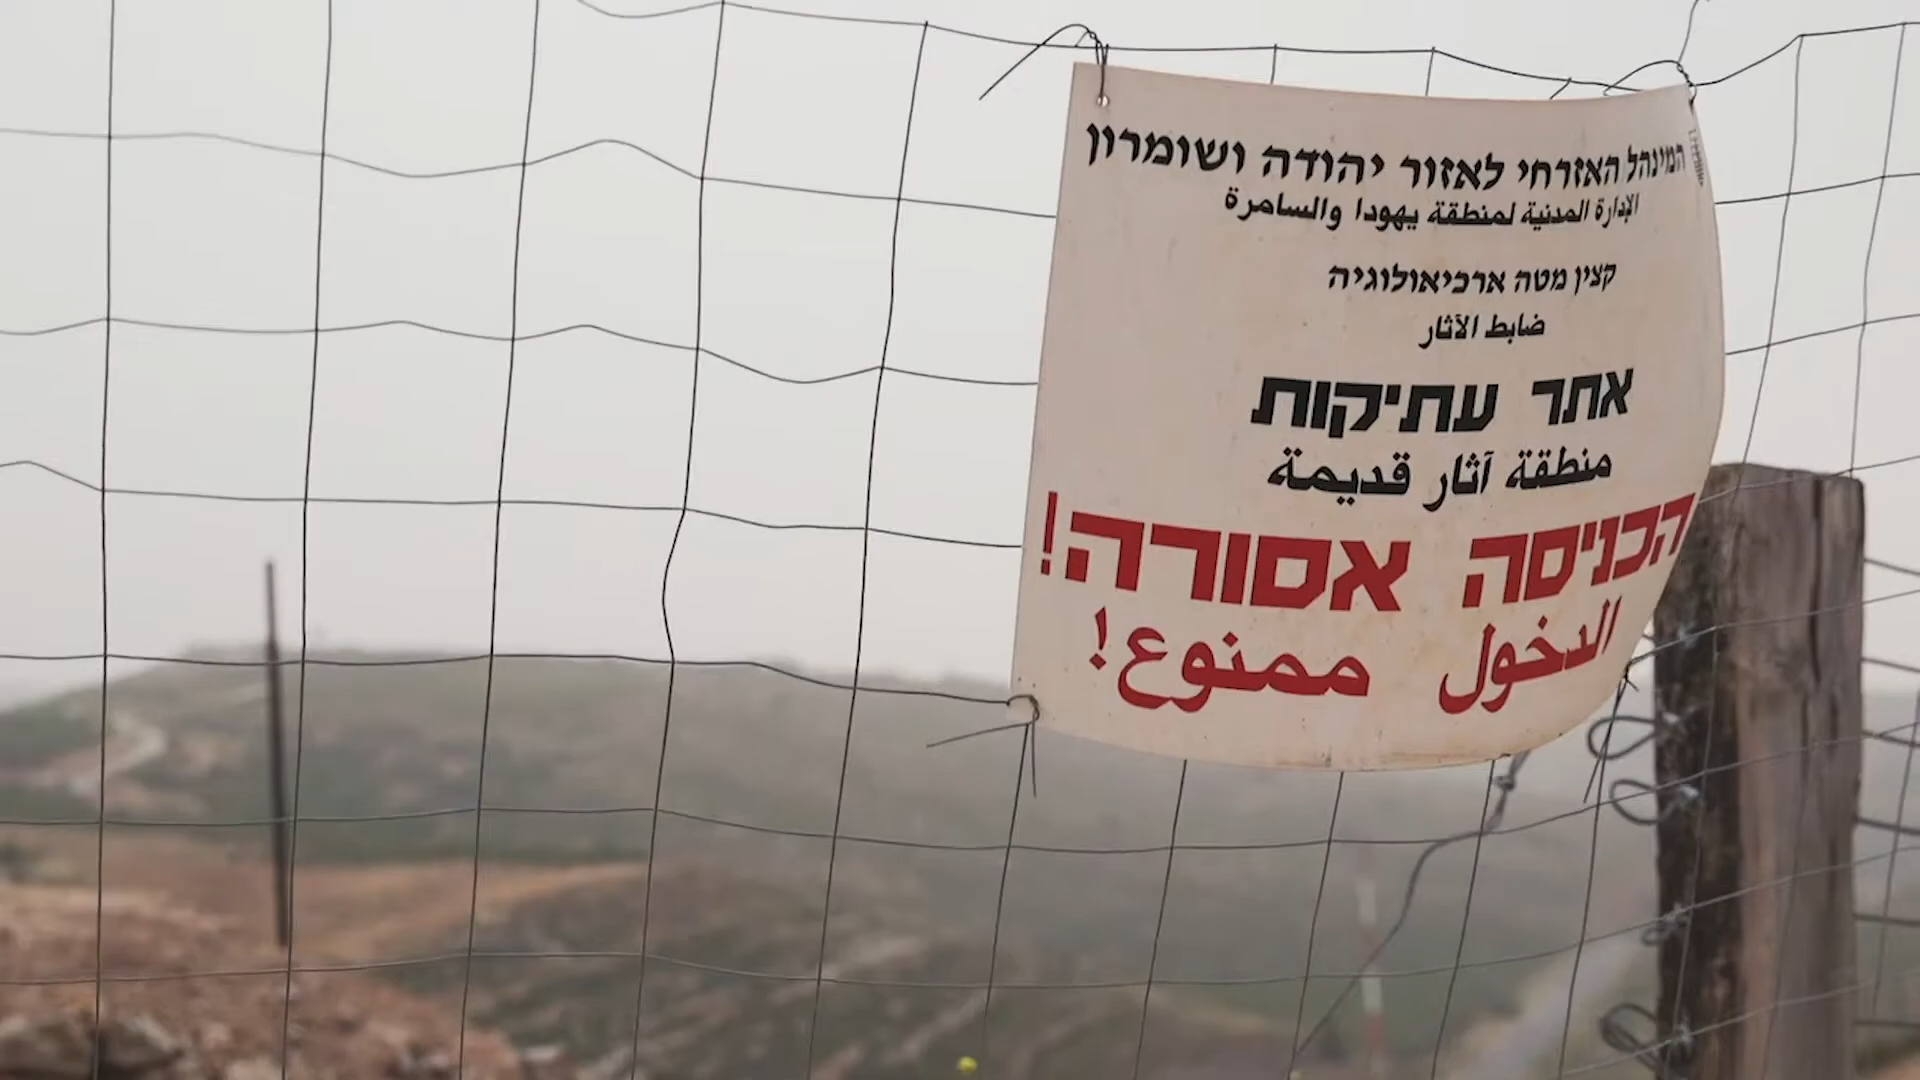 המינהל האזרחי לאזור יהודה ושומרון
الإدارة المدنية لمنطقة يهودا والسامرة
קצין מטה ארכיאולוגיה
ضابط الآثار
אתר עתיקות
منطقة آثار قديمة
הכניסה אסורה!
الدخول ممنوع!